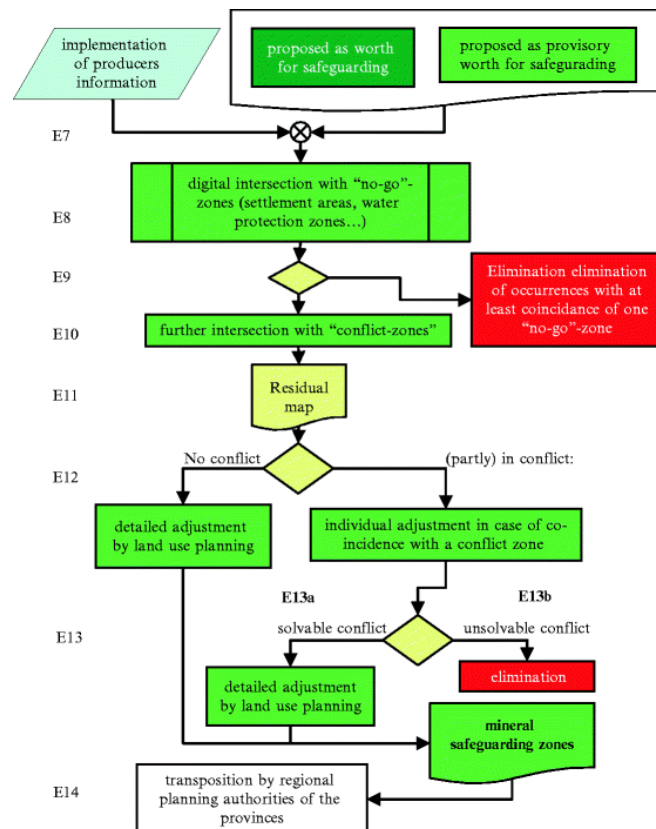 implementation
of producers
information
proposed as worth
for safeguarding
proposed as provisory
worth for safegurading
E7
digital intersection with “no-go”-
zones (settlement areas, water
protection zones…)
E8
E9
Elimination elimination
of occurrences with at
least coincidance of one
“no-go”-zone
E10
further intersection with “conflict-zones”
E11
Residual
map
No conflict
(partly) in conflict:
E12
detailed adjustment
by land use planning
individual adjustment in case of co-
incidence with a conflict zone
E13a
E13b
E13
solvable conflict
unsolvable conflict
detailed adjustment
by land use planning
elimination
mineral
safeguarding zones
E14
transposition by regional
planning authorities of the
provinces